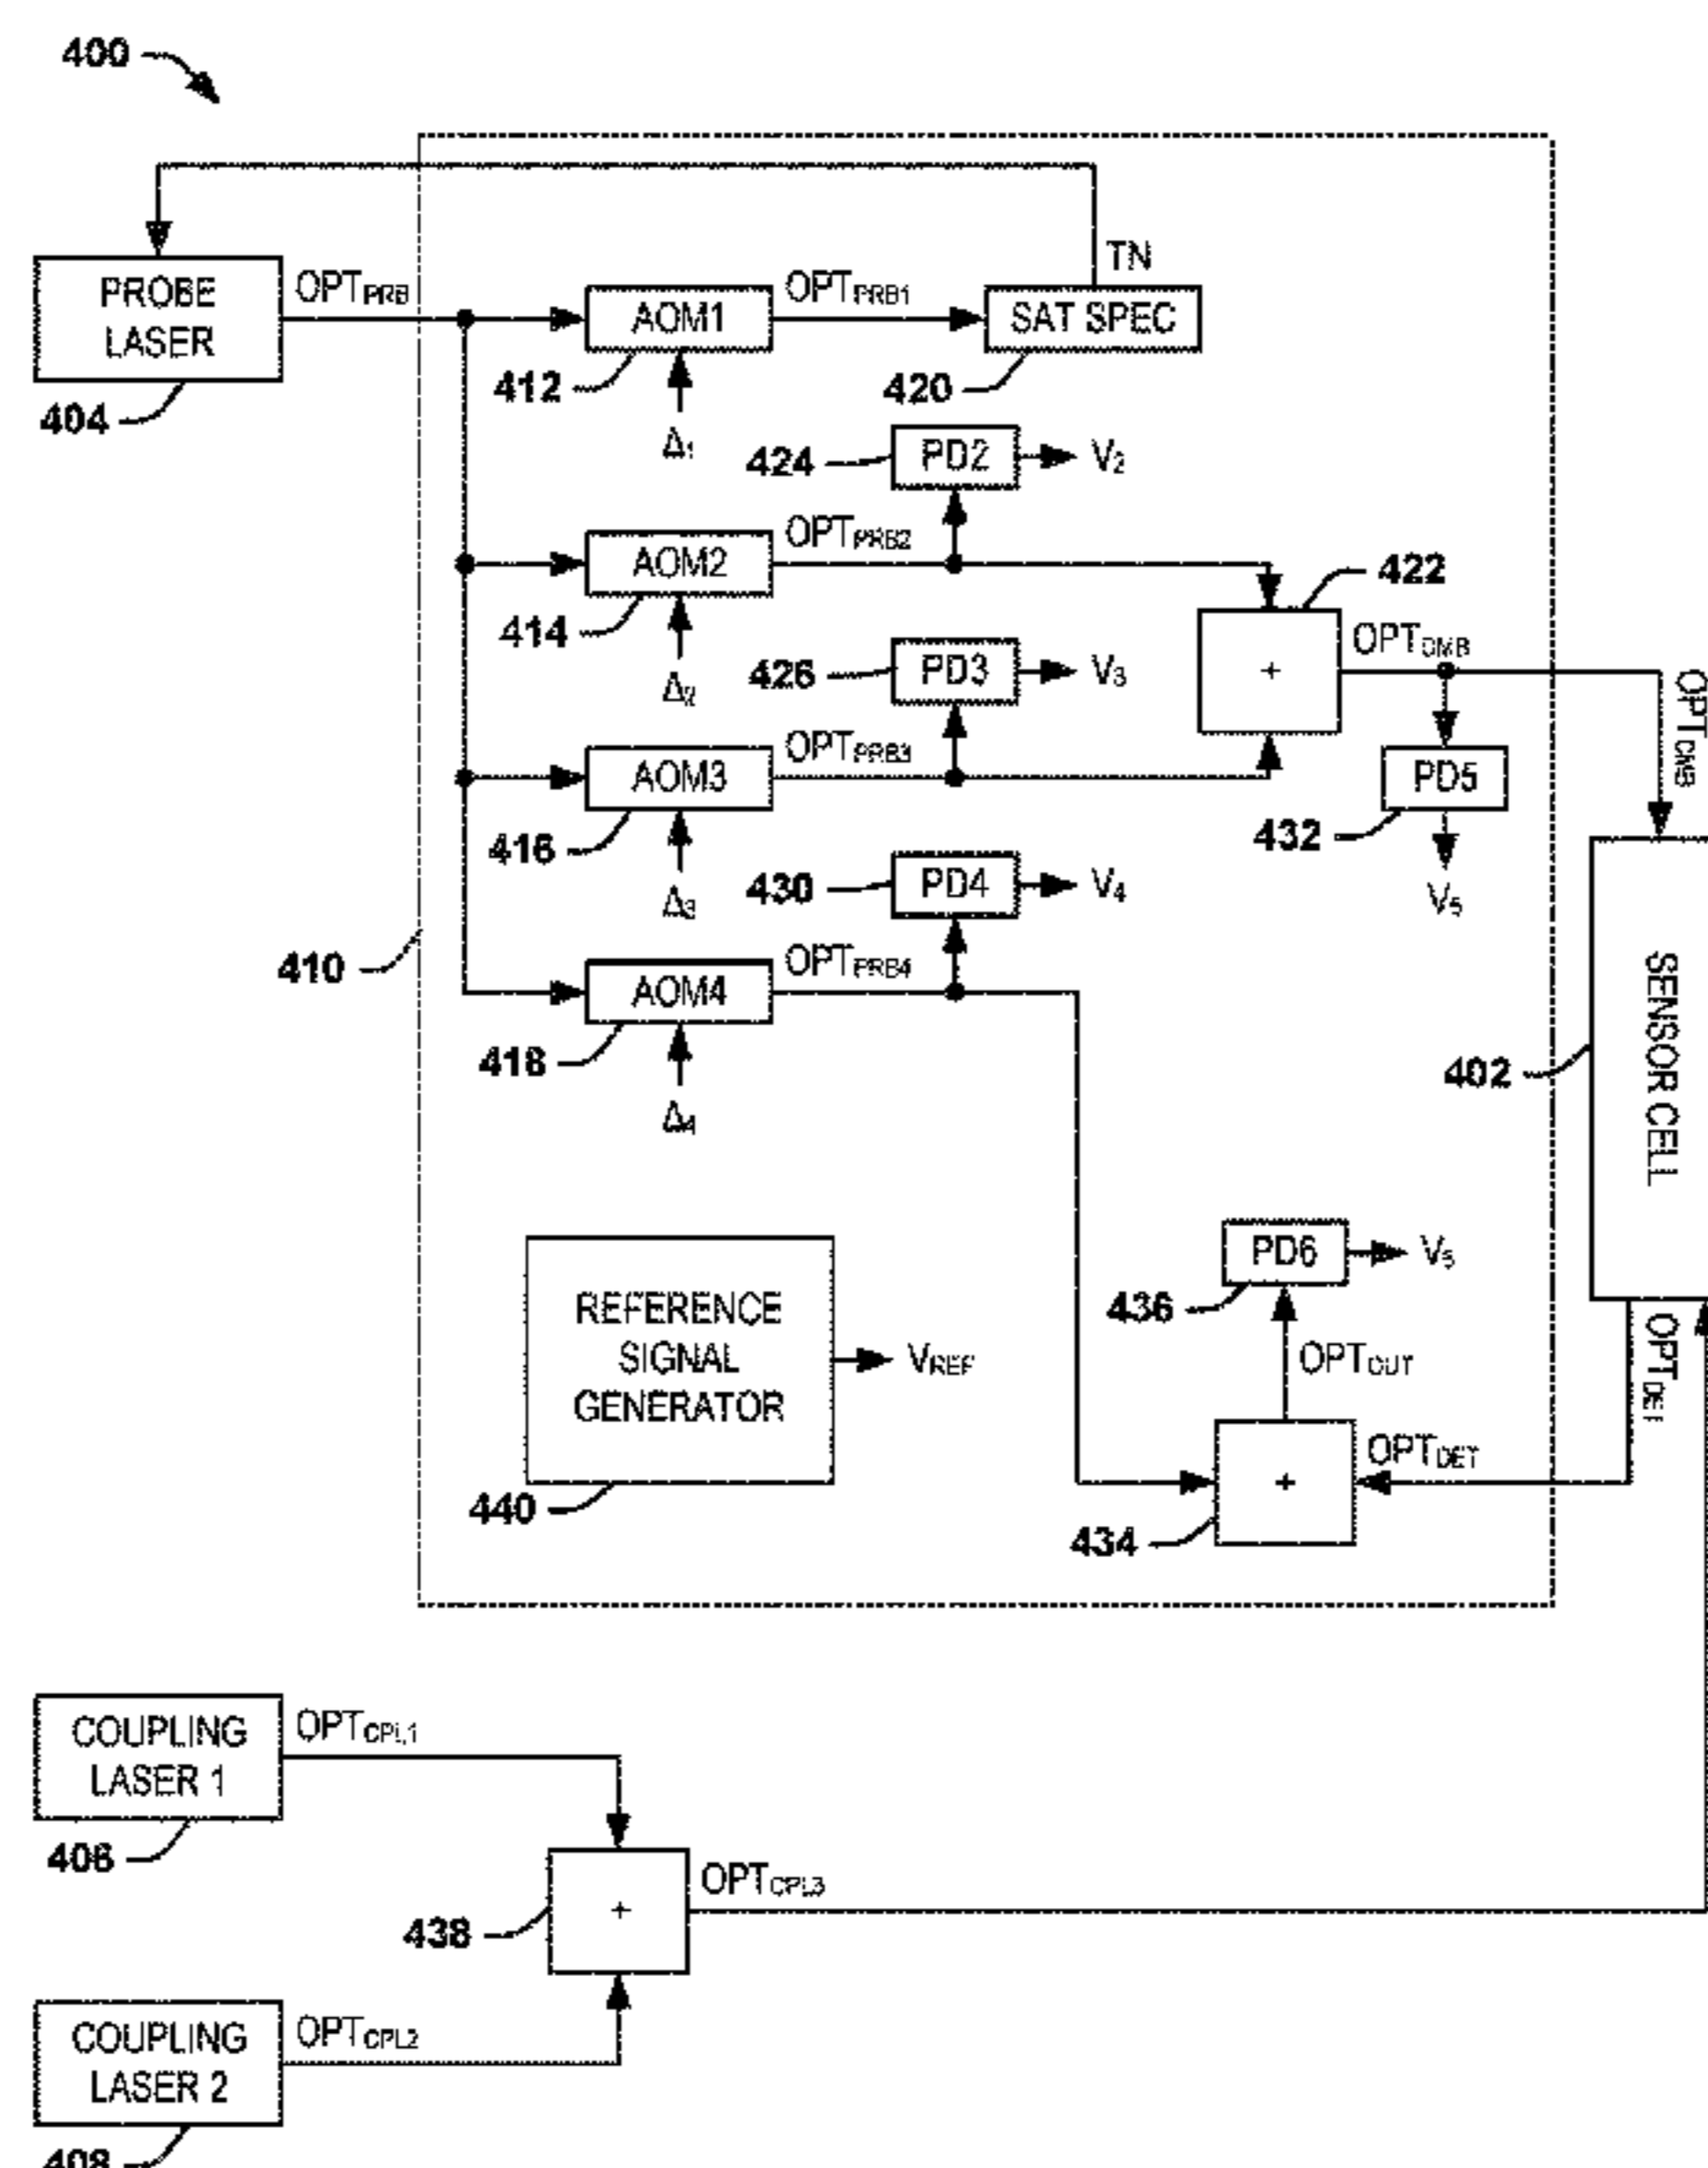 400
PROBE
LASER
404
OPTPRB
AOM1
412
Δ1
OPTPRB1
SAT SPEC
420
TN
PD2
424
V2
AOM2
414
Δ2
OPTPRB2
422
+
OPTCMB
OPTCMB
PD3
426
V3
AOM3
416
Δ3
OPTPRB3
PD5
432
V5
PD4
430
V4
AOM4
418
Δ4
OPTPRB4
410
402
SENSOR CELL
REFERENCE
SIGNAL
GENERATOR
440
VREF
PD6
436
OPTOUT
+
434
OPTDET
OPTDET
COUPLING
LASER 1
406
OPTCPL1
+
438
OPTCPL3
COUPLING
LASER 2
408
OPTCPL2